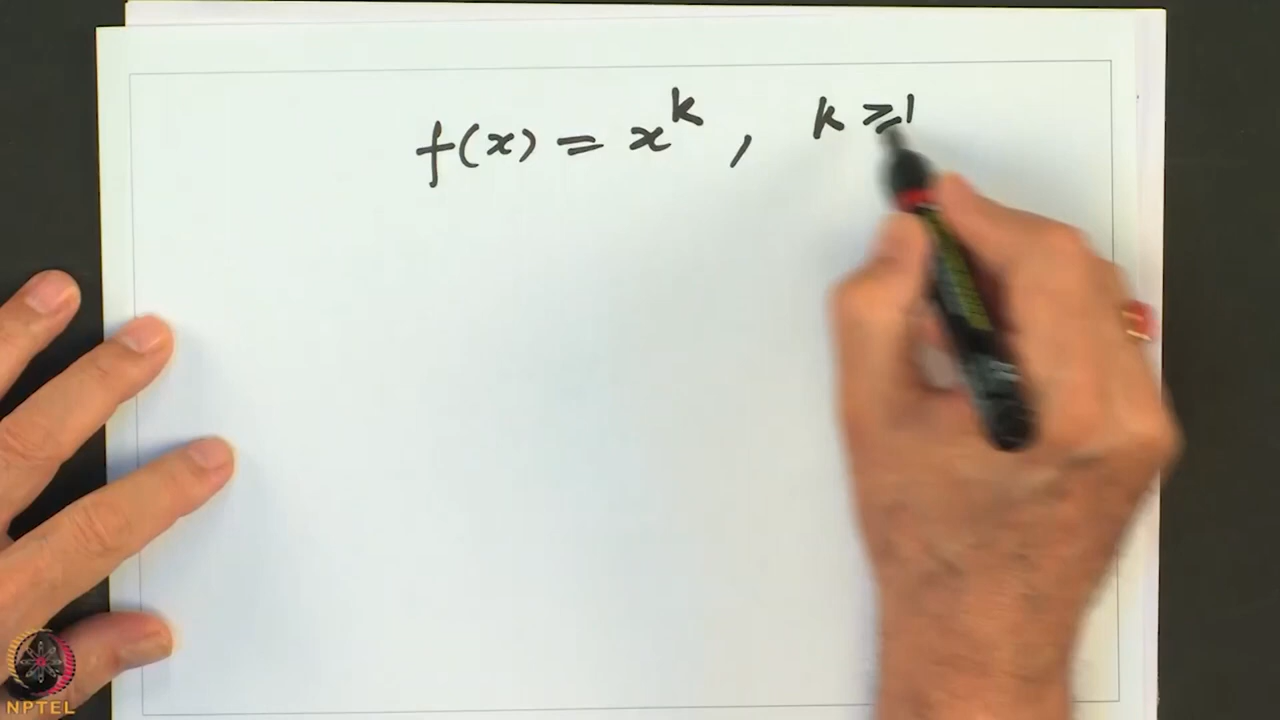 f(x) = x^k , k ≥ 1
NPTEL